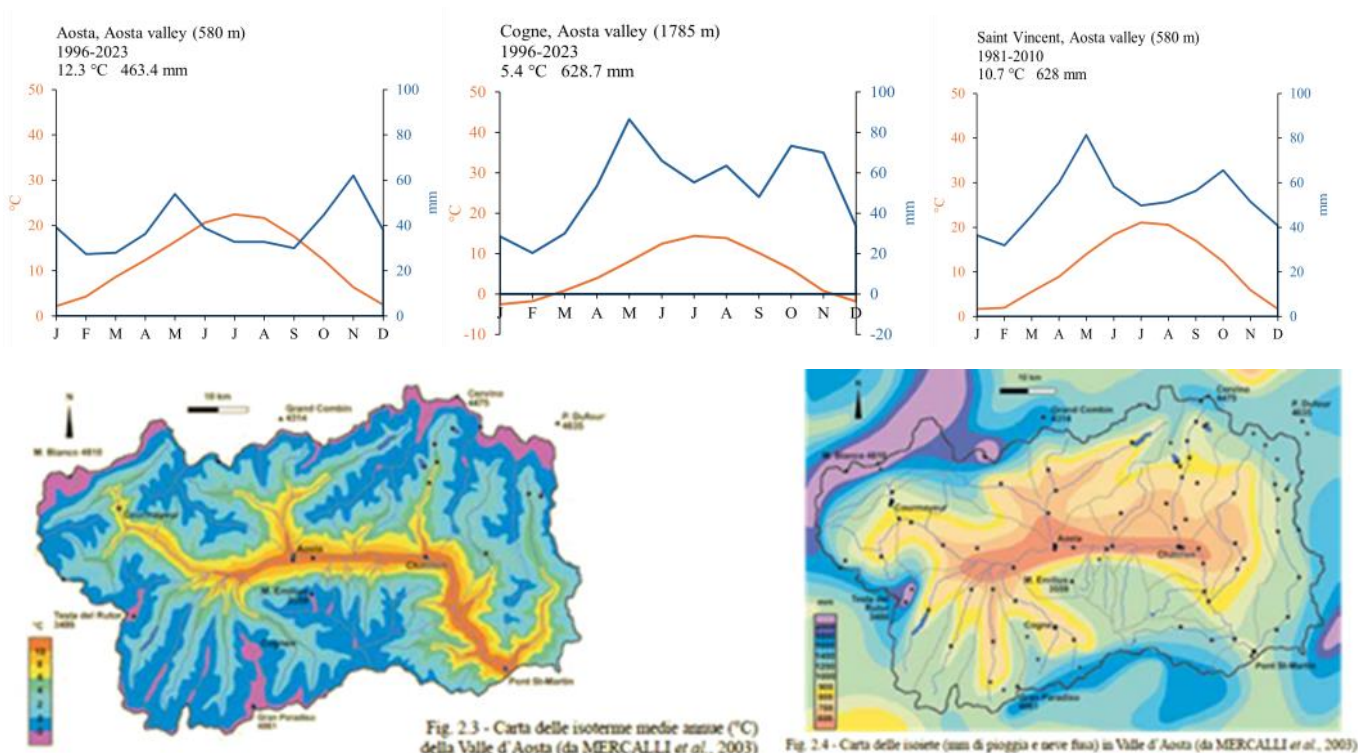 Aosta, Aosta valley (580 m)
1996-2023
12.3 °C 463.4 mm
50
40
30
20
10
0
°C
100
80
60
40
20
0
mm
J F M A M J J A S O N D
Cogne, Aosta valley (1785 m)
1996-2023
5.4 °C 628.7 mm
50
40
30
20
10
0
-10
°C
100
80
60
40
20
0
-20
mm
J F M A M J J A S O N D
Saint Vincent, Aosta valley (580 m)
1981-2010
10.7 °C 628 mm
50
40
30
20
10
0
°C
100
80
60
40
20
0
mm
J F M A M J J A S O N D
N
10 km
Grand Combin
4314
Cervino
4478
P. Dufour
4635
M. Bianco 4810
Courmayeur
Aosta
M. Emilius
Testa del Rutor
3486
Cogne
Gran Paradiso
4061
Pont St-Martin
°C
10
8
6
4
2
Fig. 2.3 - Carta delle isoterme medie annue (°C)
della Valle d'Aosta (da MERCALLI et al., 2003)
N
10 km
Grand Combin
4314
Cervino
4478
P. Dufour
4635
M. Bianco
Courmayeur
Aosta
M. Emilius
Testa del Rutor
Cogne
Gran Paradiso
4061
Pont St-Martin
mm
Fig. 2.4 - Carta delle isoiete (mm di pioggia e neve fusa) in Valle d'Aosta (da MERCALLI et al., 2003)